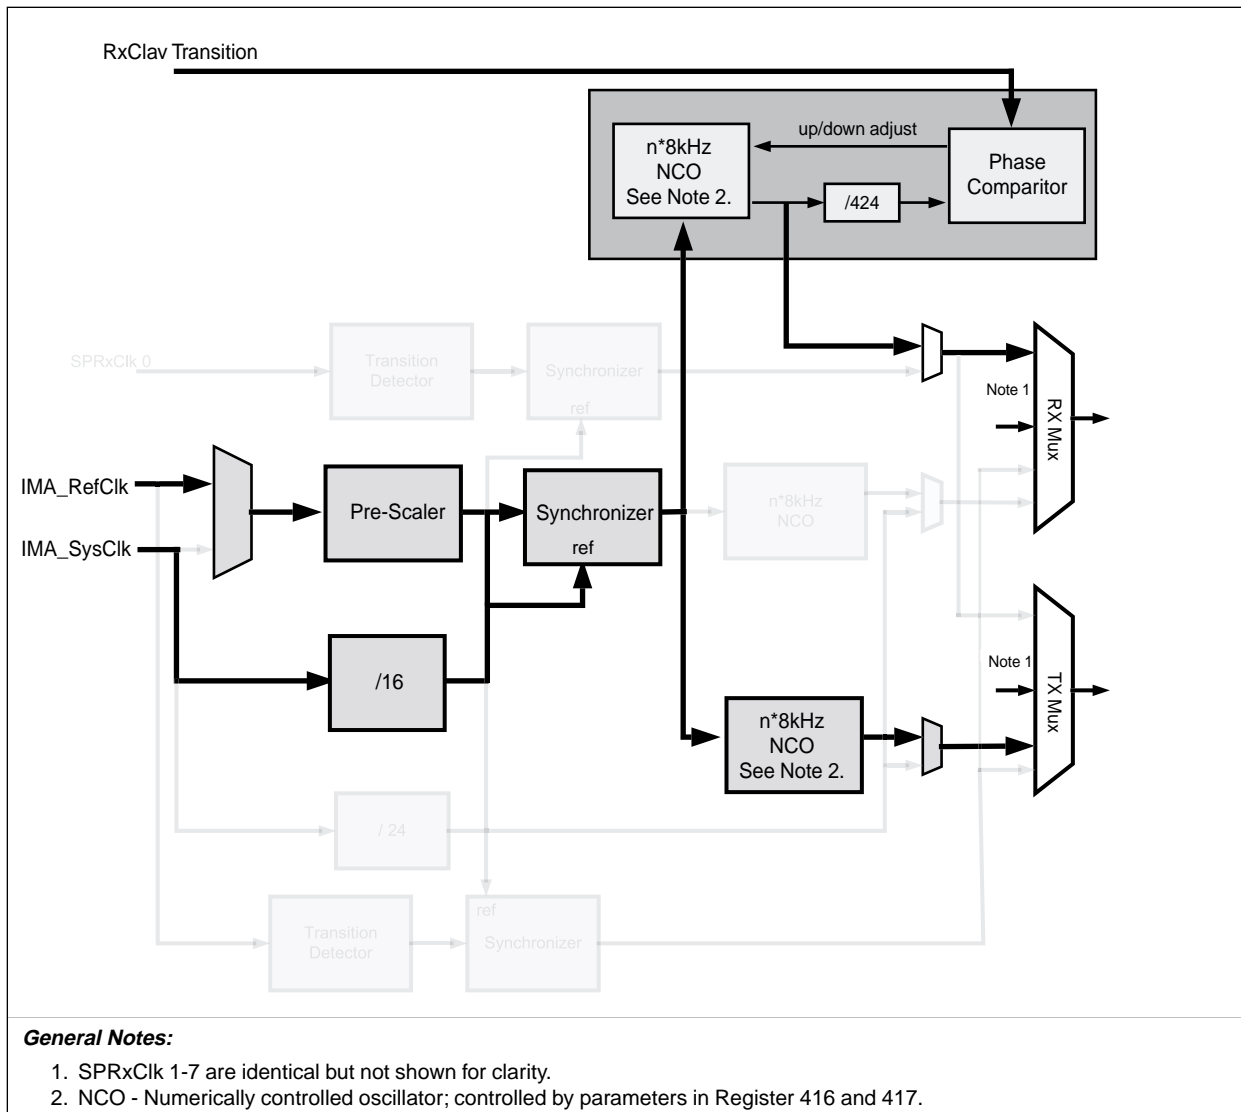 RxClav Transition
n*8kHz
NCO
See Note 2.
up/down adjust
/424
Phase
Comparitor
SPRxClk 0
Transition
Detector
Synchronizer
ref
Note 1
RX Mux
IMA_RefClk
IMA_SysClk
Pre-Scaler
Synchronizer
ref
n*8kHz
NCO
/16
n*8kHz
NCO
See Note 2.
Note 1
TX Mux
/ 24
Transition
Detector
ref
Synchronizer
General Notes:
1. SPRxClk 1-7 are identical but not shown for clarity.
2. NCO - Numerically controlled oscillator; controlled by parameters in Register 416 and 417.